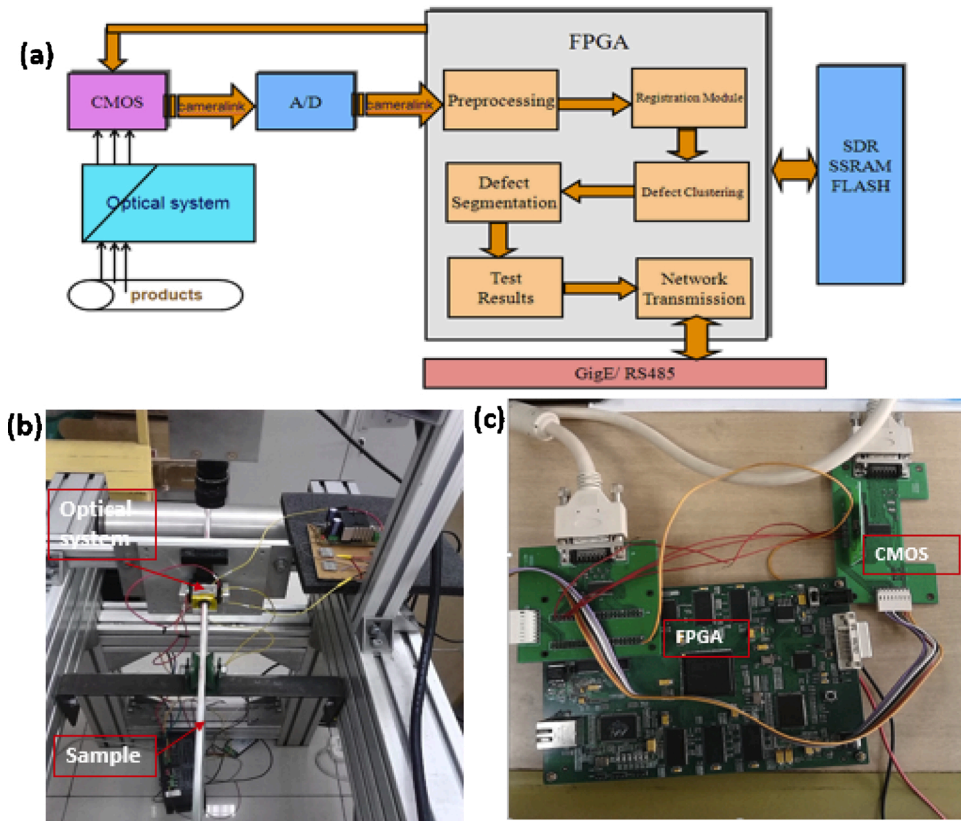 (a)
FPGA
CMOS
cameralink
A/D
cameralink
Preprocessing
Registration Module
SDR
SSRAM
FLASH
Optical system
Defect
Segmentation
Defect Clustering
products
Test
Results
Network
Transmission
GigE/ RS485
(b)
Optical
system
Sample
(c)
CMOS
FPGA